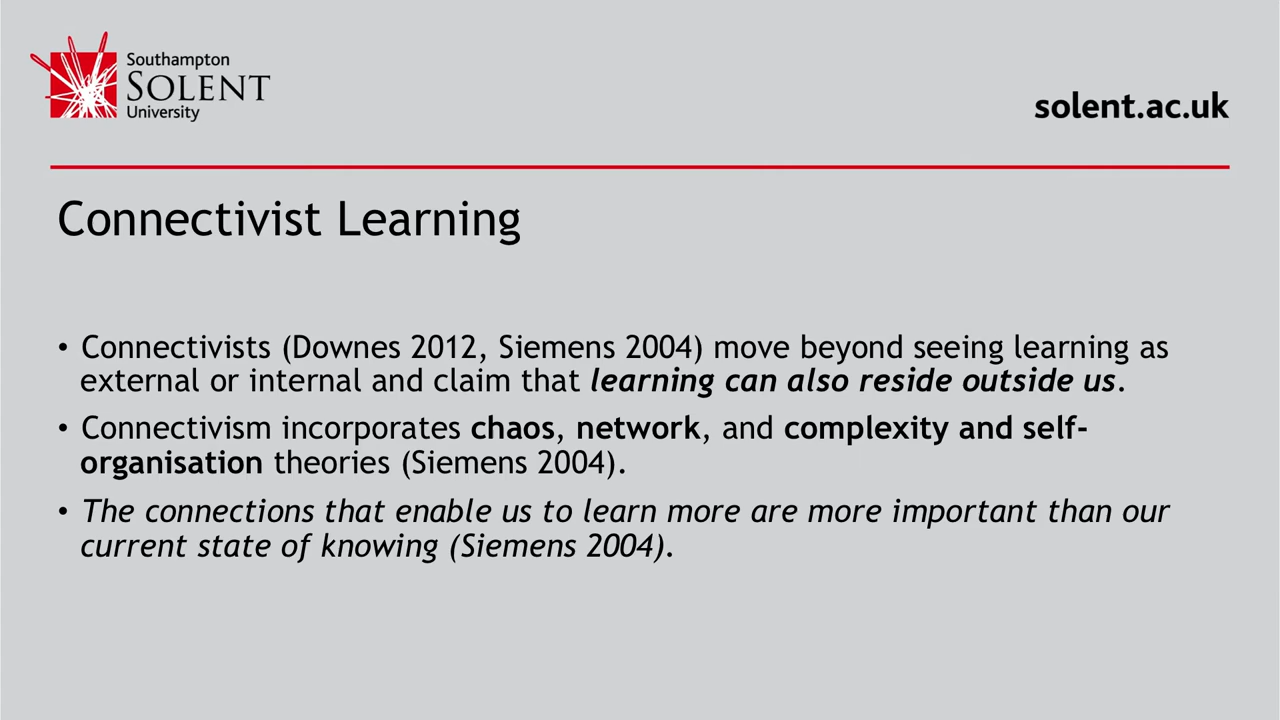 Southampton
SOLENT
University
solent.ac.uk
Connectivist Learning
• Connectivists (Downes 2012, Siemens 2004) move beyond seeing learning as
external or internal and claim that learning can also reside outside us.
• Connectivism incorporates chaos, network, and complexity and self-
organisation theories (Siemens 2004).
• The connections that enable us to learn more are more important than our
current state of knowing (Siemens 2004).